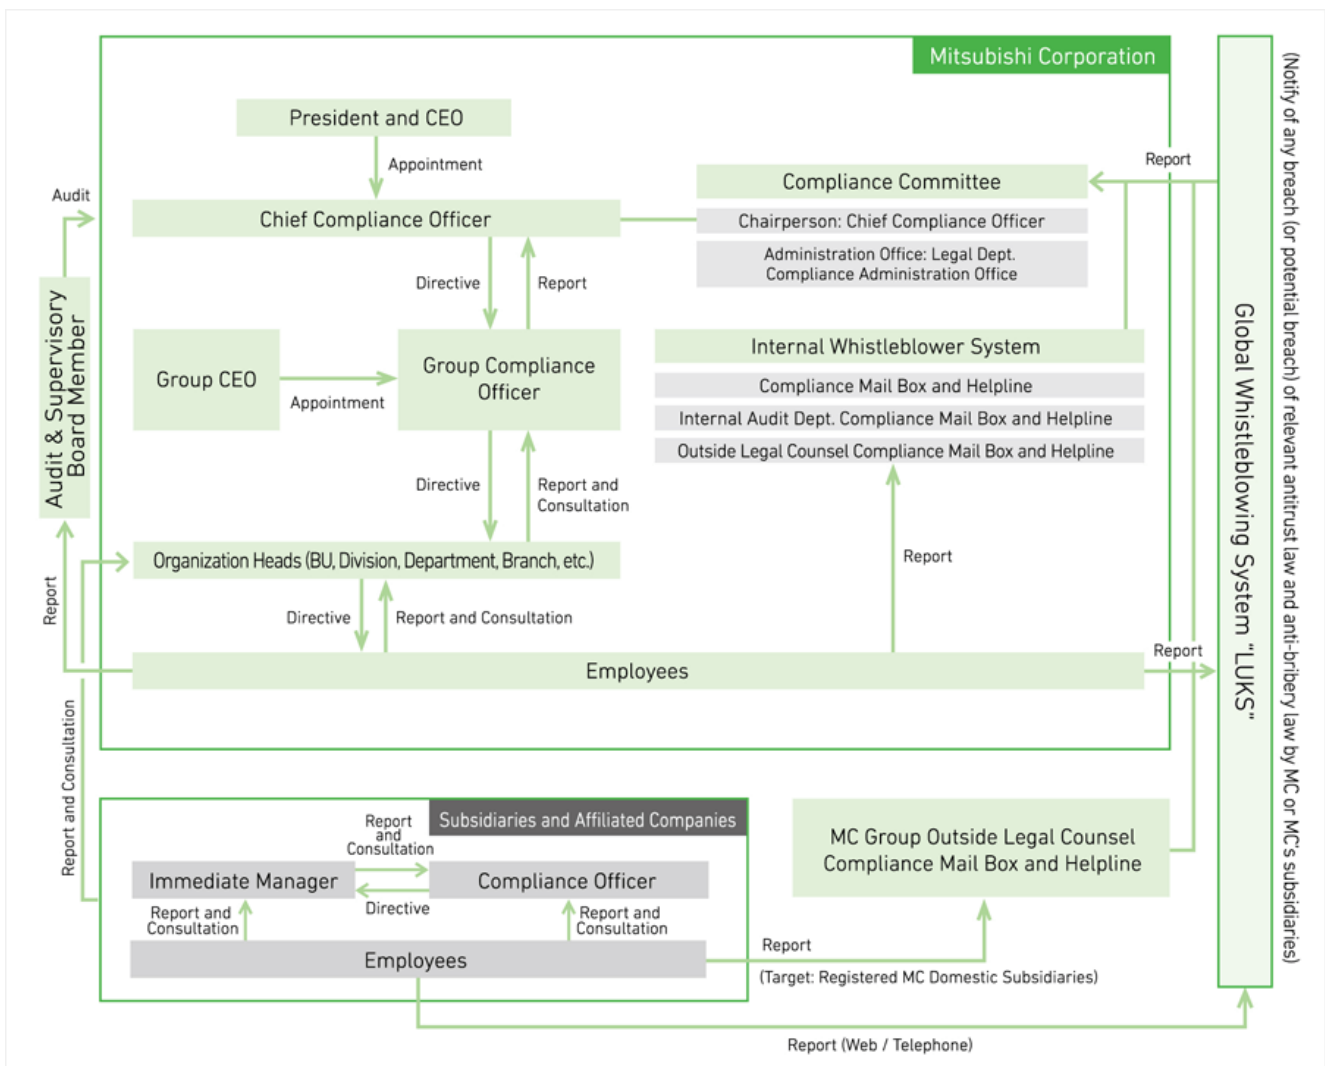 Mitsubishi Corporation
President and CEO
Appointment
Report
Audit
Compliance Committee
Chief Compliance Officer
Chairperson: Chief Compliance Officer
Administration Office: Legal Dept.
Compliance Administration Office
Directive
Report
Audit & Supervisory
Board Member
Group CEO
Appointment
Group Compliance
Officer
Internal Whistleblower System
Compliance Mail Box and Helpline
Internal Audit Dept. Compliance Mail Box and Helpline
Outside Legal Counsel Compliance Mail Box and Helpline
Directive
Report and
Consultation
Organization Heads (BU, Division, Department, Branch, etc.)
Report
Report
Directive
Report and Consultation
Employees
Report
Global Whistleblowing System "LUKS"
(Notify of any breach (or potential breach) of relevant antitrust law and anti-bribery law by MC or MC's subsidiaries)
Report and Consultation
Subsidiaries and Affiliated Companies
Report
and
Consultation
Immediate Manager
Compliance Officer
Directive
Report and
Consultation
Report and
Consultation
Employees
MC Group Outside Legal Counsel
Compliance Mail Box and Helpline
Report
(Target: Registered MC Domestic Subsidiaries)
Report (Web / Telephone)